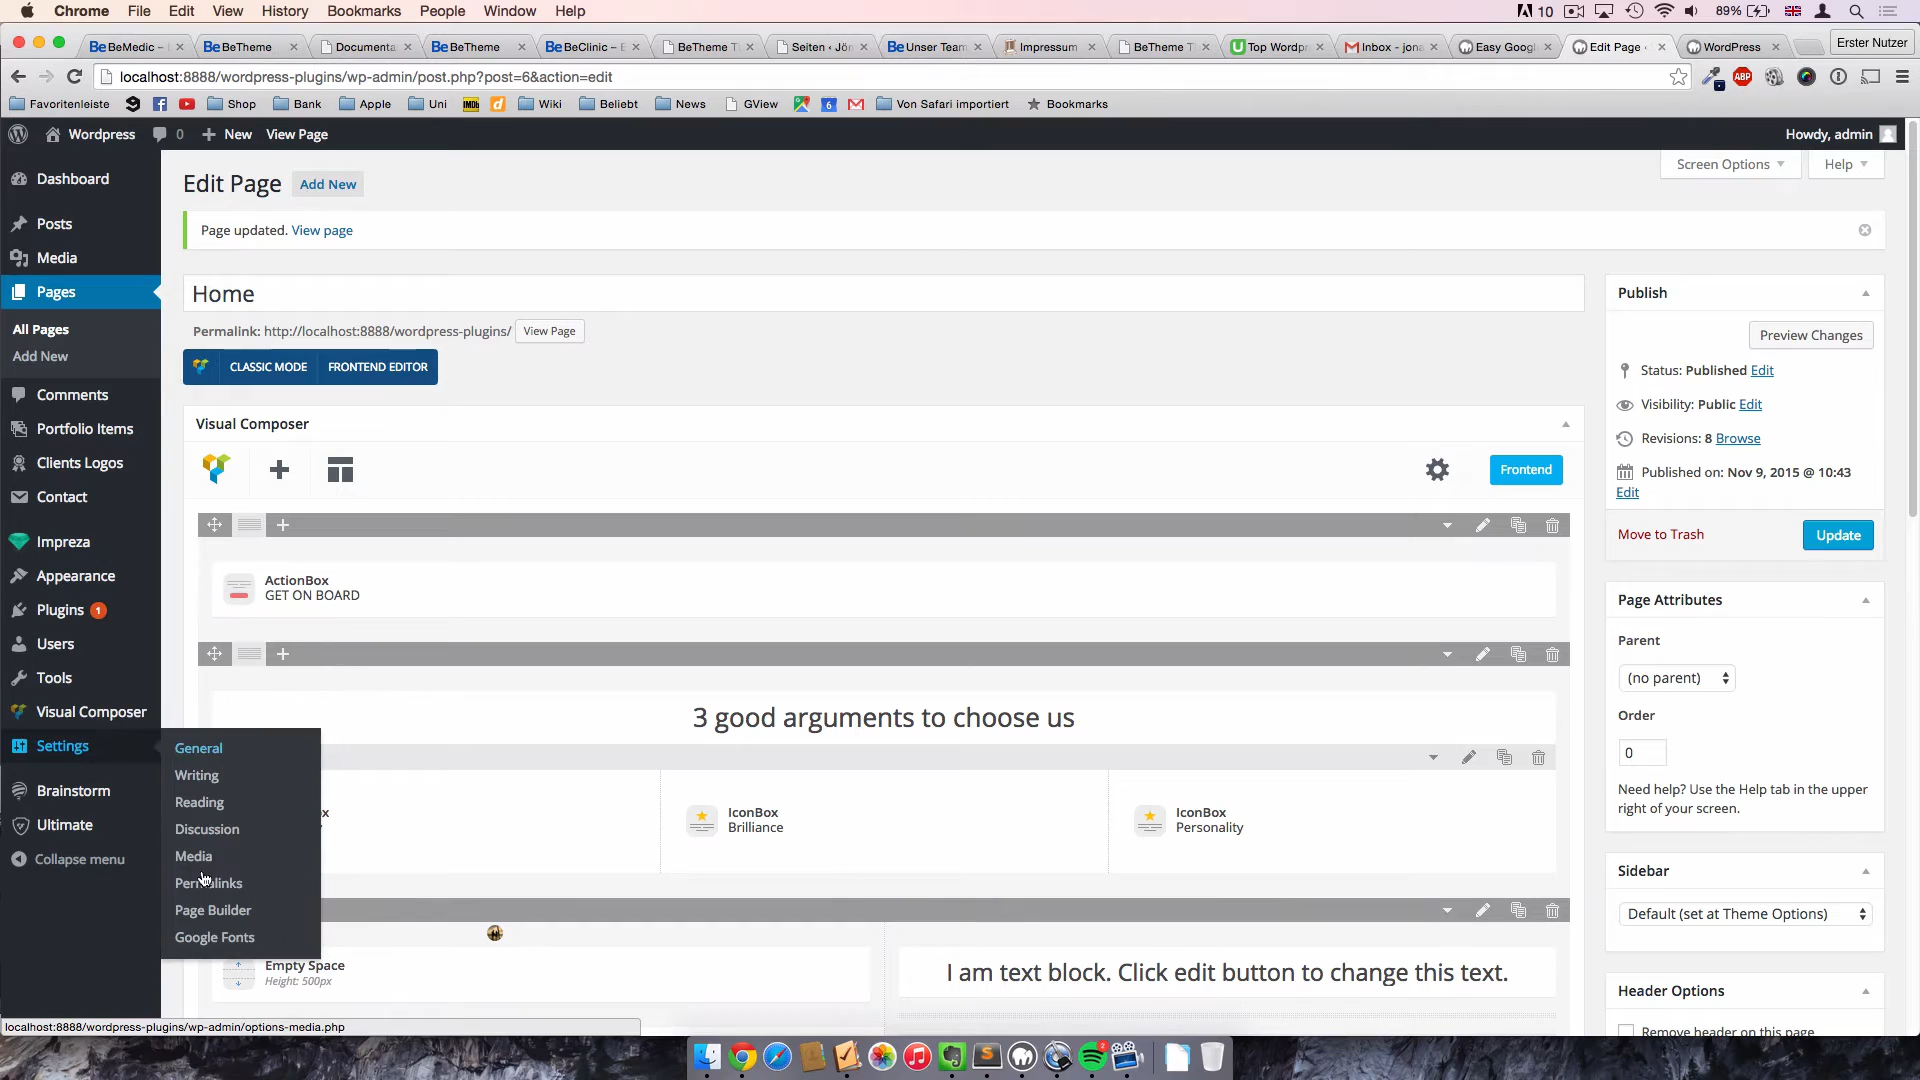 Chrome File Edit View History Bookmarks People Window Help
10 89%
BeMedic –
BeTheme
Documenta
BeTheme
BeClinic – E
BeTheme T
Seiten ‹ Jör
Unser Team
Impressum
BeTheme T
Top Wordpr
Inbox - jona
Easy Googl
Edit Page ‹
WordPress
Erster Nutzer
localhost:8888/wordpress-plugins/wp-admin/post.php?post=6&action=edit
ABP
Favoritenleiste Shop Bank Apple Uni IMDb Wiki Beliebt News GView 6 Von Safari importiert Bookmarks
Wordpress 0 New View Page
Howdy, admin
Dashboard
Posts
Media
Pages
All Pages
Add New
Comments
Portfolio Items
Clients Logos
Contact
Impreza
Appearance
Plugins 1
Users
Tools
Visual Composer
Settings
Brainstorm
Ultimate
Collapse menu
General
Writing
Reading
Discussion
Media
Permalinks
Page Builder
Google Fonts
Screen Options Help
Edit Page Add New
Page updated. View page
Home
Permalink: http://localhost:8888/wordpress-plugins/ View Page
CLASSIC MODE FRONTEND EDITOR
Visual Composer
Frontend
ActionBox
GET ON BOARD
3 good arguments to choose us
IconBox
Brilliance
IconBox
Personality
Empty Space
Height: 500px
I am text block. Click edit button to change this text.
Publish
Preview Changes
Status: Published Edit
Visibility: Public Edit
Revisions: 8 Browse
Published on: Nov 9, 2015 @ 10:43
Edit
Move to Trash Update
Page Attributes
Parent
(no parent)
Order
0
Need help? Use the Help tab in the upper
right of your screen.
Sidebar
Default (set at Theme Options)
Header Options
Remove header on this page
localhost:8888/wordpress-plugins/wp-admin/options-media.php